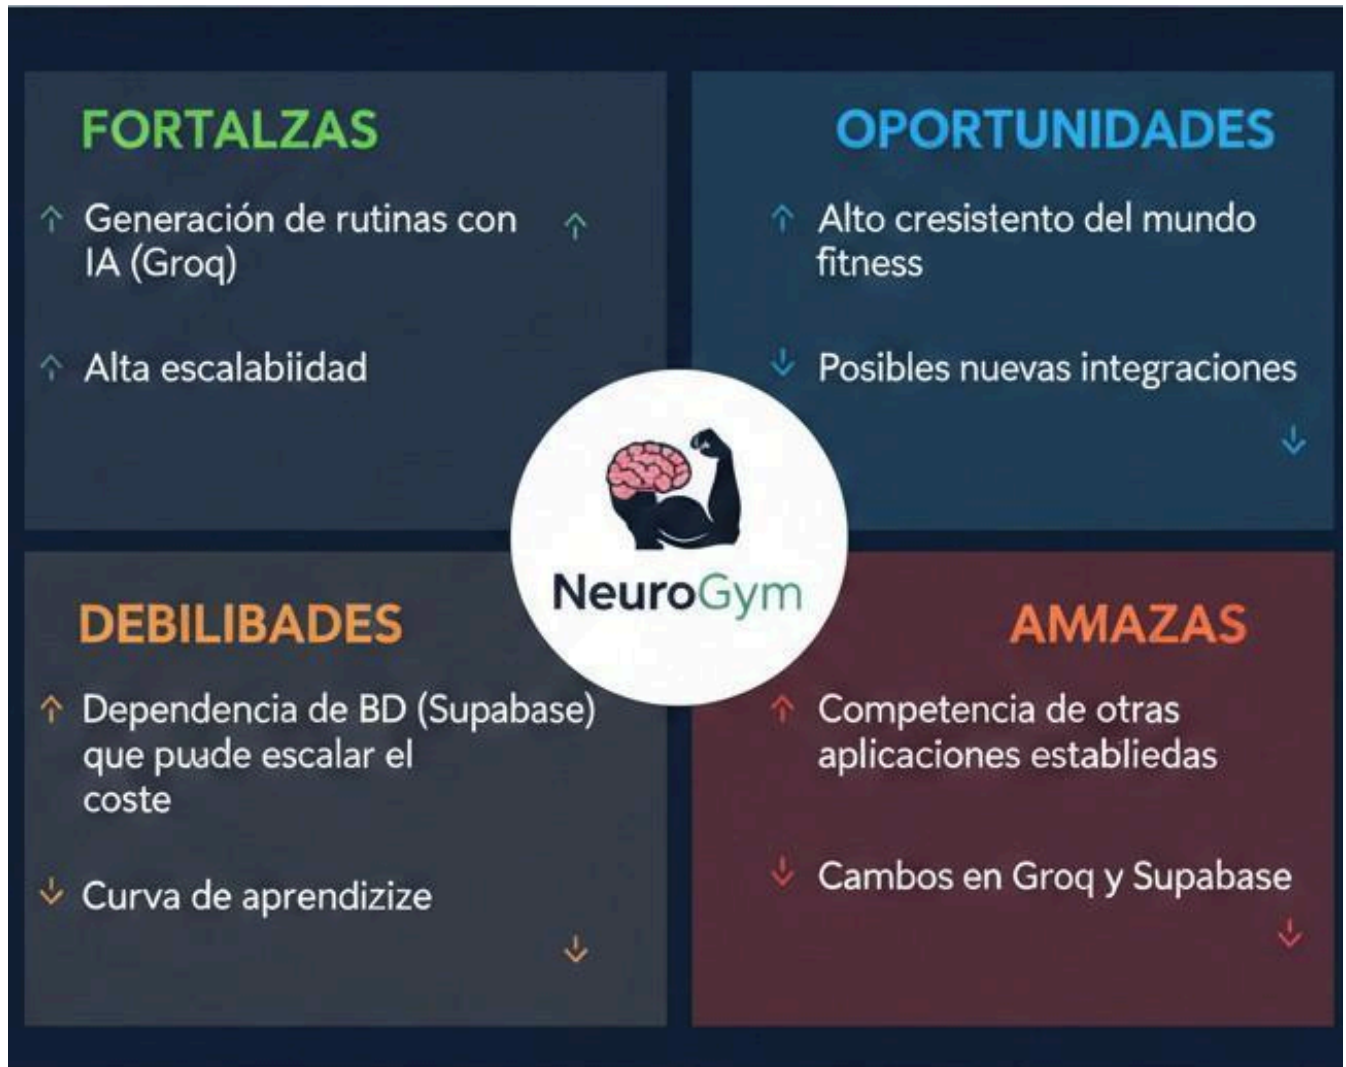 FORTALZAS
Generación de rutinas con
IA (Groq)
Alta escalabiidad
OPORTUNIDADES
Alto cresistento del mundo
fitness
Posibles nuevas integraciones
NeuroGym
DEBILIBADES
Dependencia de BD (Supabase)
que puade escalar el
coste
Curva de aprendizize
AMAZAS
Competencia de otras
aplicaciones establiedas
Cambos en Groq y Supabase